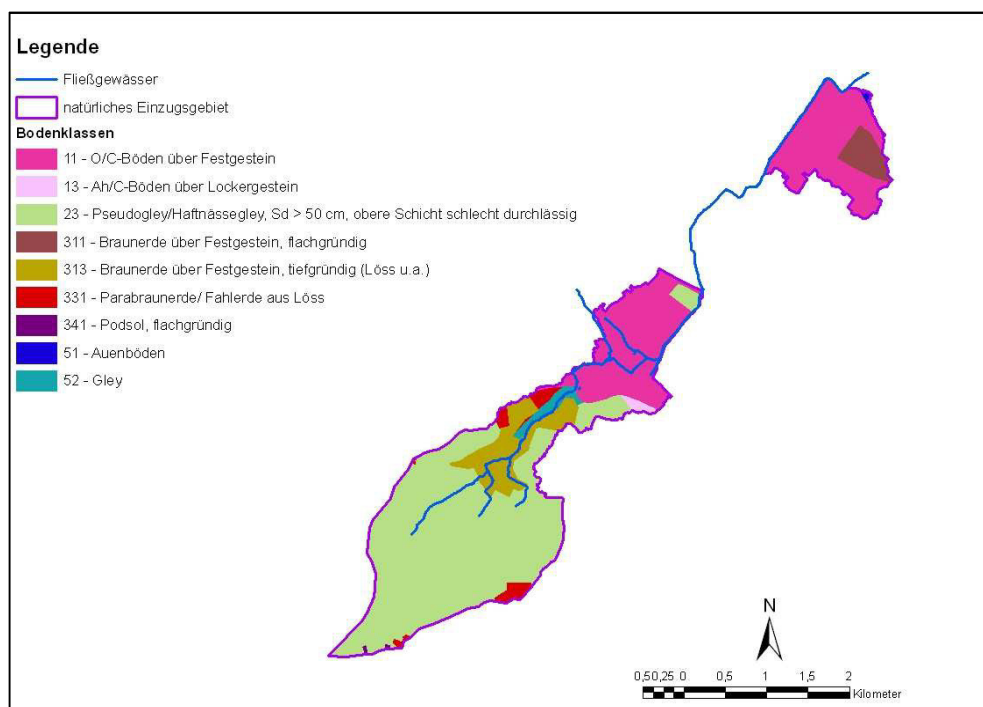 Legende
Fließgewässer
natürliches Einzugsgebiet
Bodenklassen
11 - O/C-Böden über Festgestein
13 - Ah/C-Böden über Lockergestein
23 - Pseudogley/Haftnässegley, Sd > 50 cm, obere Schicht schlecht durchlässig
311 - Braunerde über Festgestein, flachgründig
313 - Braunerde über Festgestein, tiefgründig (Löss u.a.)
331 - Parabraunerde/ Fahlerde aus Löss
341 - Podsol, flachgründig
51 - Auenböden
52 - Gley
N
0,5 0,25 0 0,5 1 1,5 2
Kilometer